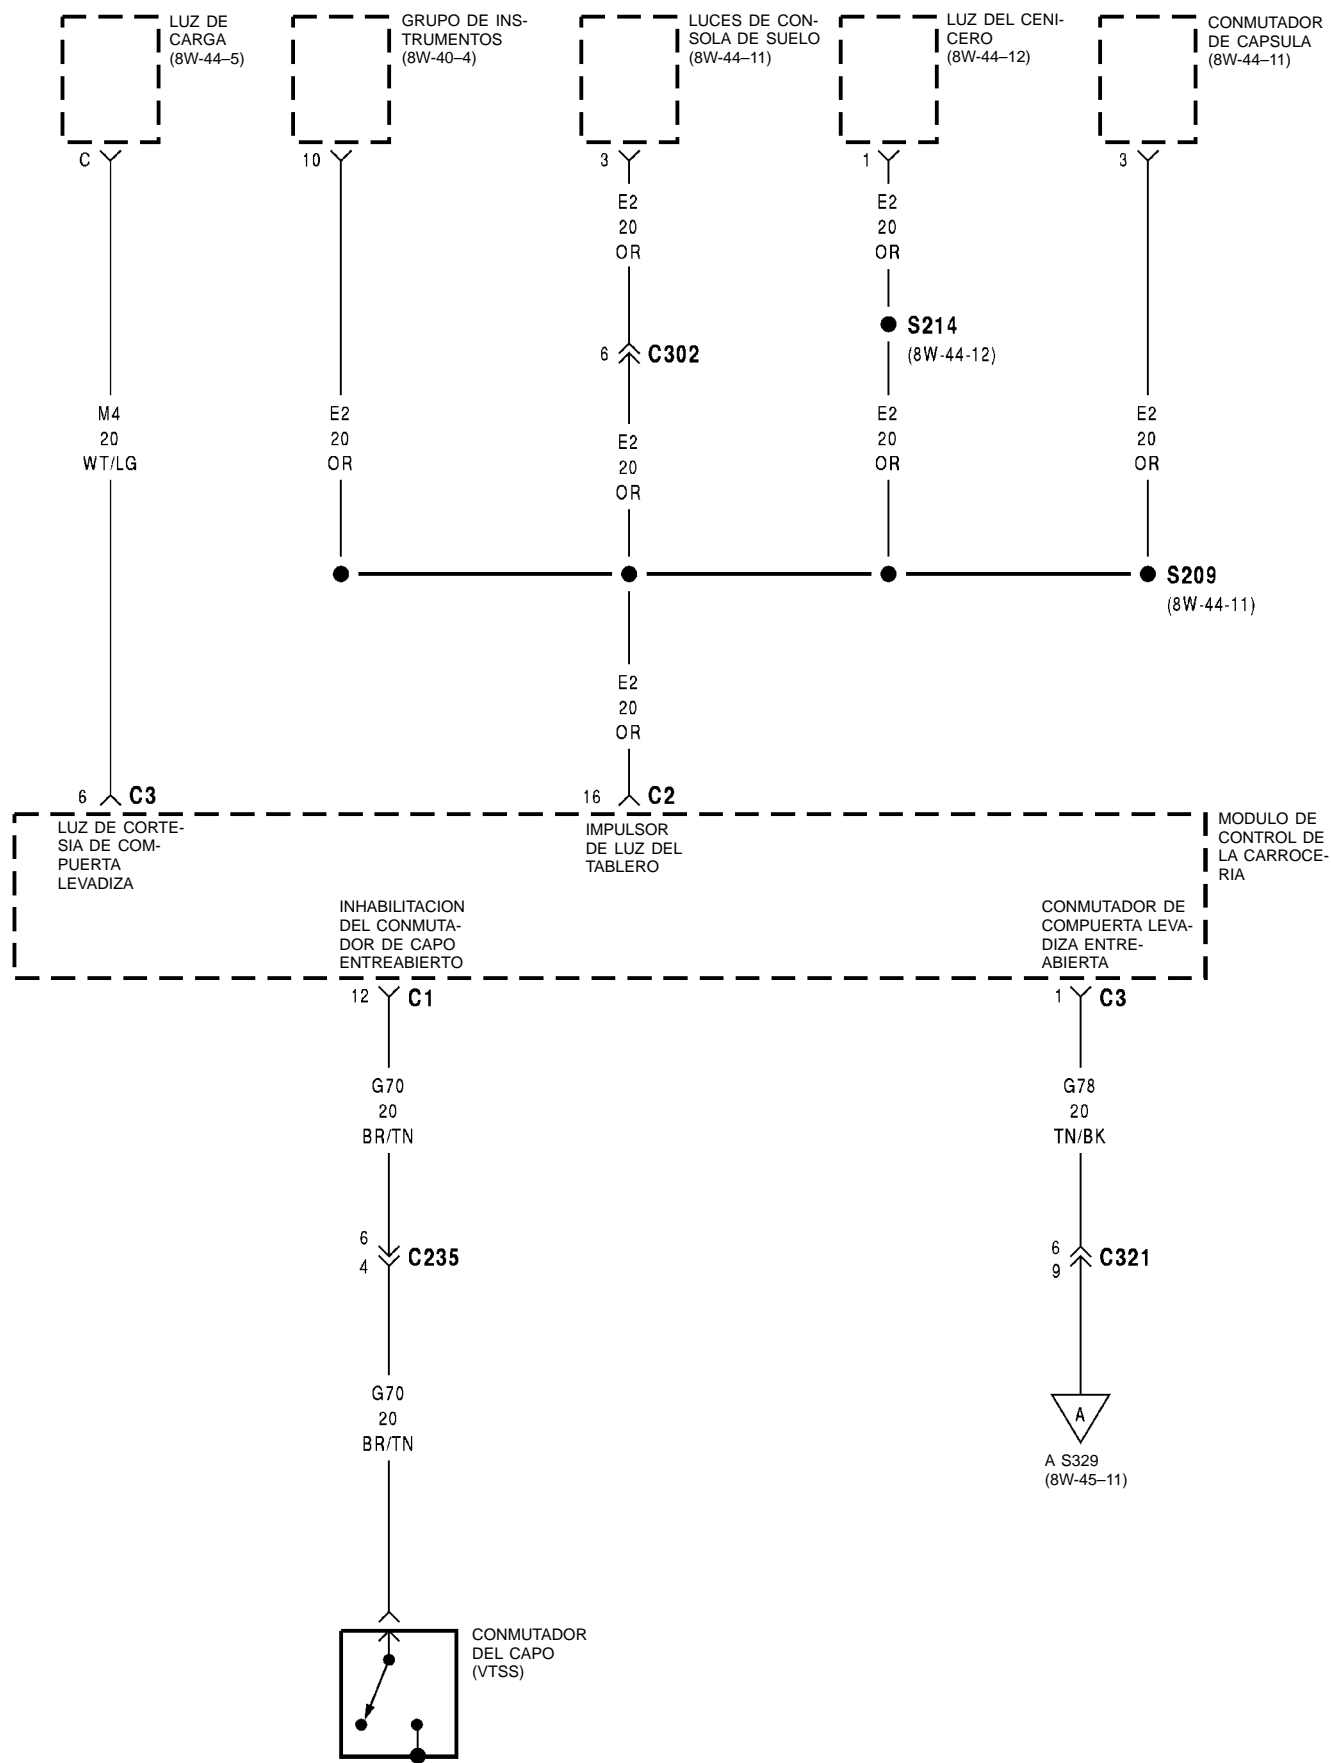 LUZ DE
CARGA
(8W-44–5)
GRUPO DE INS-
TRUMENTOS
(8W-40–4)
LUCES DE CON-
SOLA DE SUELO
(8W-44–11)
LUZ DEL CENI-
CERO
(8W-44–12)
CONMUTADOR
DE CAPSULA
(8W-44–11)
C
10
3
1
3
E2
20
OR
E2
20
OR
S214
(8W-44-12)
6
C302
M4
20
WT/LG
E2
20
OR
E2
20
OR
E2
20
OR
E2
20
OR
S209
(8W-44-11)
E2
20
OR
6
C3
16
C2
LUZ DE CORTE-
SIA DE COM-
PUERTA
LEVADIZA
IMPULSOR
DE LUZ DEL
TABLERO
MODULO DE
CONTROL DE
LA CARROCE-
RIA
INHABILITACION
DEL CONMUTA-
DOR DE CAPO
ENTREABIERTO
CONMUTADOR DE
COMPUERTA LEVA-
DIZA ENTRE-
ABIERTA
12
C1
1
C3
G70
20
BR/TN
G78
20
TN/BK
6
4
C235
6
9
C321
G70
20
BR/TN
A
A S329
(8W-45–11)
CONMUTADOR
DEL CAPO
(VTSS)